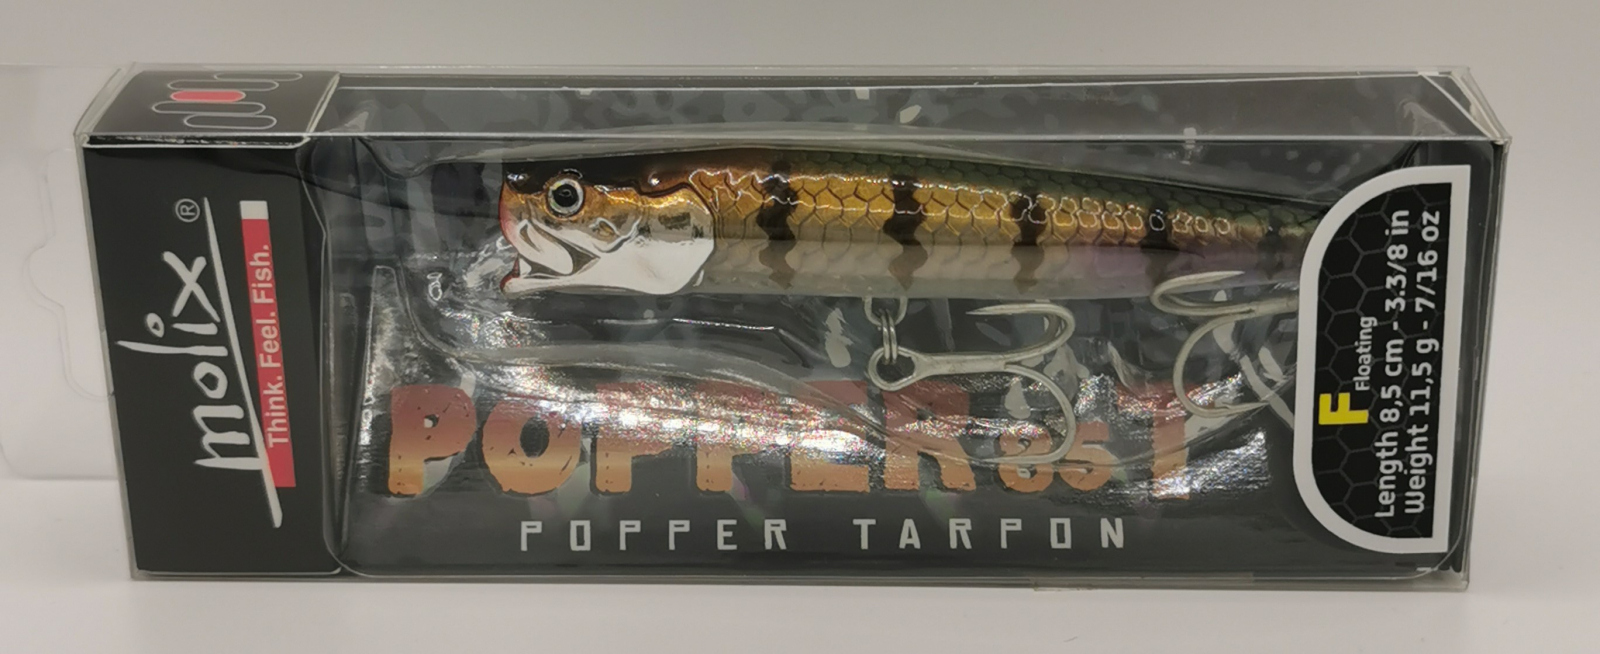 molix®
Think. Feel. Fish.
POPPER 85 T
POPPER TARPON
F Floating
Length 8,5 cm - 3.3/8 in
Weight 11,5 g - 7/16 oz